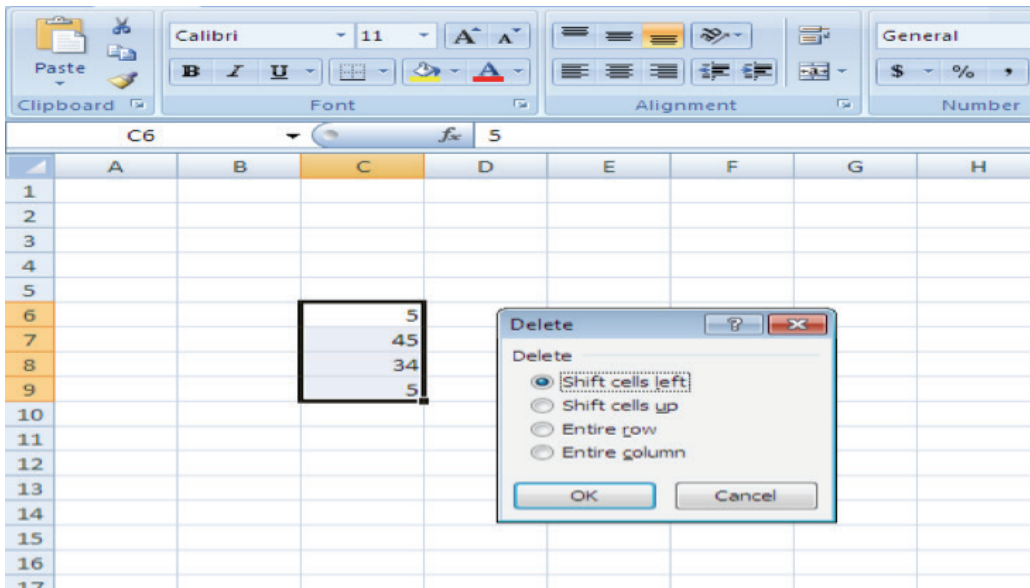 Calibri 11 A A General
Paste B I U A $ % ,
Clipboard Font Alignment Number
C6 fx 5
A B C D E F G H
1
2
3
4
5
6 5
7 45
8 34
9 5
10
11
12
13
14
15
16
17
Delete ?
Delete
Shift cells left
Shift cells up
Entire row
Entire column
OK Cancel